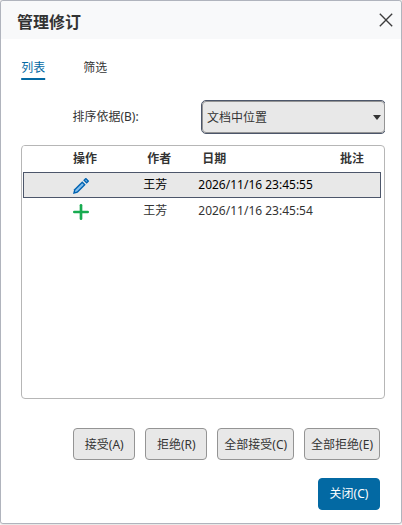 管理修订
列表 筛选
排序依据(B): 文档中位置
操作 作者 日期 批注
王芳 2026/11/16 23:45:55
王芳 2026/11/16 23:45:54
接受(A) 拒绝(R) 全部接受(C) 全部拒绝(E)
关闭(C)